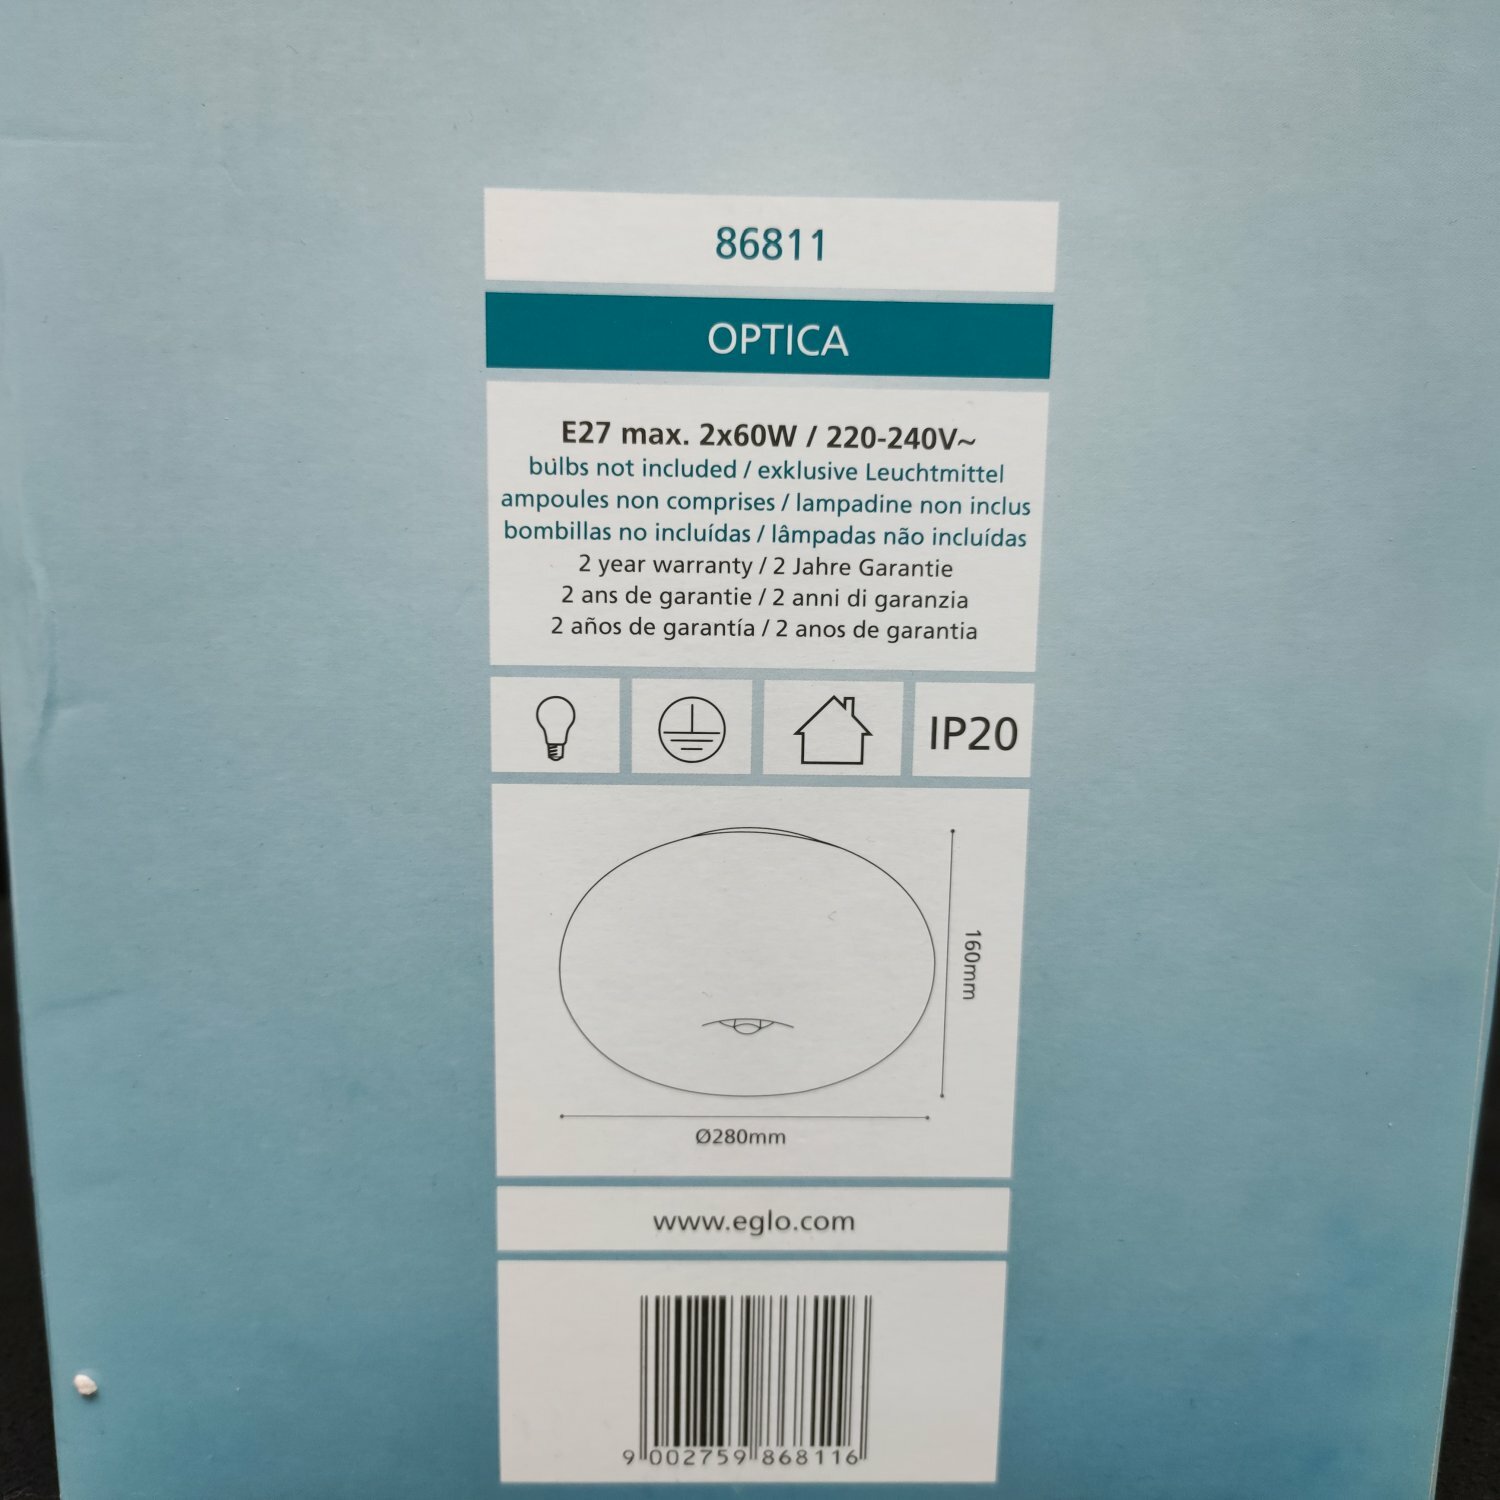 86811
OPTICA
E27 max. 2x60W / 220-240V~
bulbs not included / exklusive Leuchtmittel
ampoules non comprises / lampadine non inclus
bombillas no incluídas / lâmpadas não incluídas
2 year warranty / 2 Jahre Garantie
2 ans de garantie / 2 anni di garanzia
2 años de garantía / 2 anos de garantia
IP20
160mm
Ø280mm
www.eglo.com
9 002759 868116